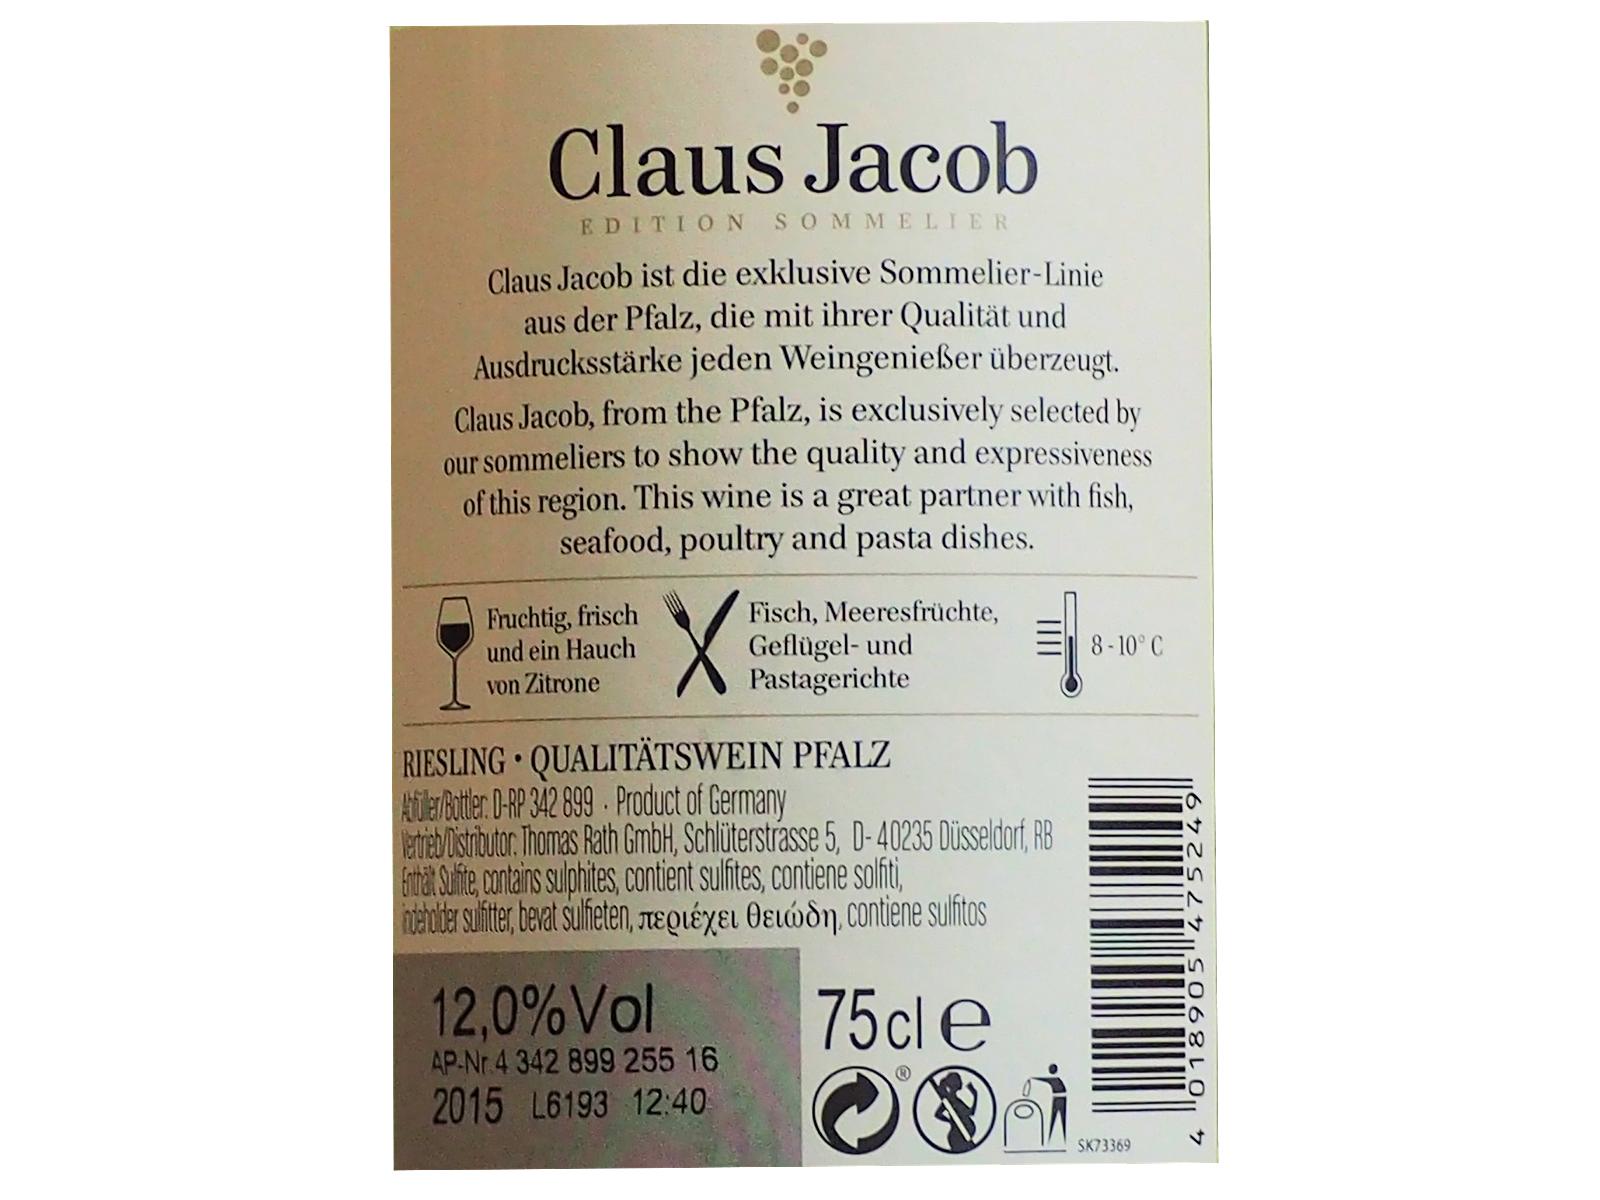 Claus Jacob
EDITION SOMMELIER
Claus Jacob ist die exklusive Sommelier-Linie
aus der Pfalz, die mit ihrer Qualität und
Ausdrucksstärke jeden Weingenießer überzeugt.
Claus Jacob, from the Pfalz, is exclusively selected by
our sommeliers to show the quality and expressiveness
of this region. This wine is a great partner with fish,
seafood, poultry and pasta dishes.
Fruchtig, frisch
und ein Hauch
von Zitrone
Fisch, Meeresfrüchte,
Geflügel- und
Pastagerichte
8 - 10° C
RIESLING • QUALITÄTSWEIN PFALZ
Abfüller/Bottler: D-RP 342 899 · Product of Germany
Vertrieb/Distributor: Thomas Rath GmbH, Schlüterstrasse 5, D- 40235 Düsseldorf, RB
Enthält Sulfite, contains sulphites, contient sulfites, contiene solfiti,
indeholder sulfitter, bevat sulfieten, περιέχει θειώδη, contiene sulfitos
12,0%Vol
AP-Nr.4 342 899 255 16
2015 L6193 12:40
75cl e
®
SK73369
4 018905 475249